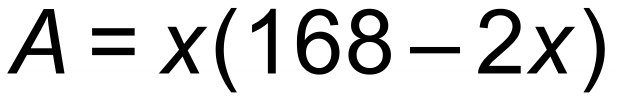 A = x(168 – 2x)